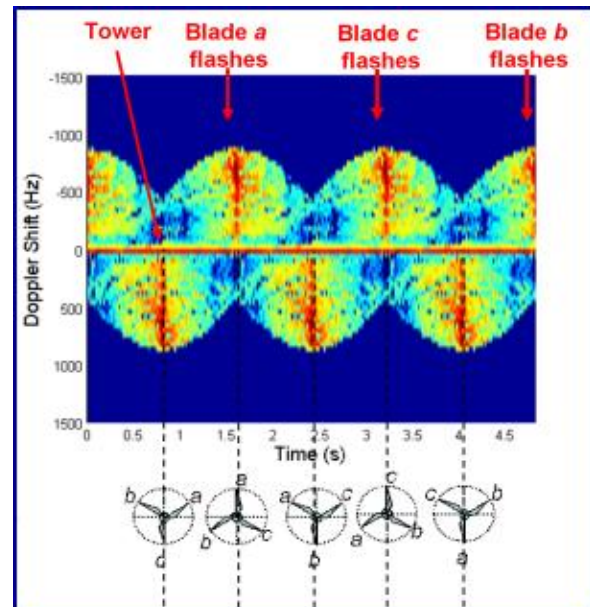 Tower
Blade a flashes
Blade c flashes
Blade b flashes
-1500
-1000
-500
0
500
1000
1500
Doppler Shift (Hz)
0 0.5 1 1.5 2 2.5 3 3.5 4 4.5
Time (s)
b a c
a b c
a c b
c a b
c b a